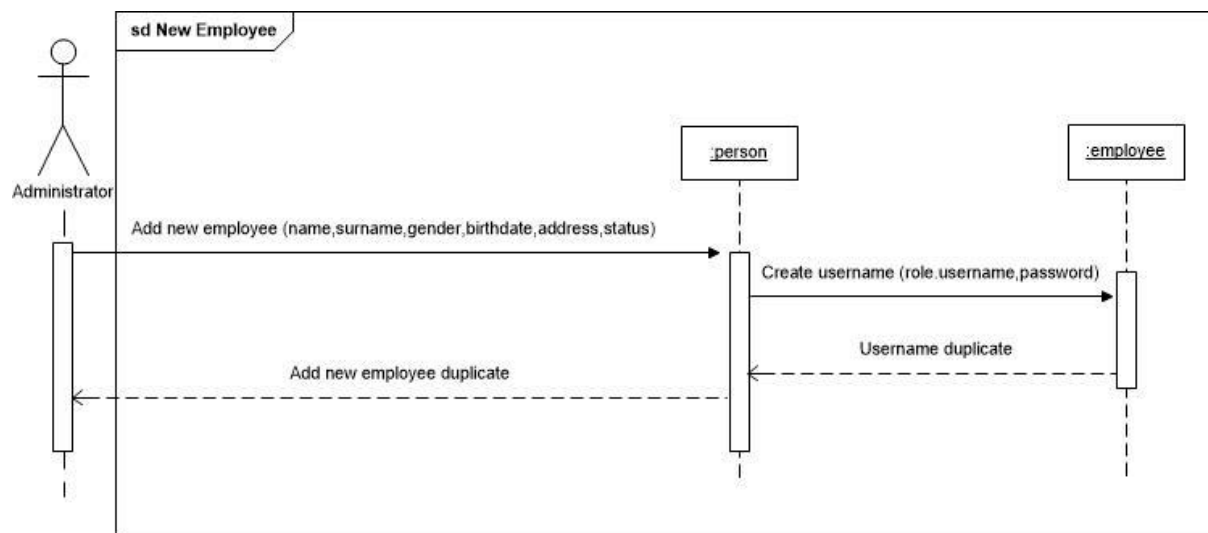 sd New Employee
:person
:employee
Administrator
Add new employee (name,surname,gender,birthdate,address,status)
Create username (role.username,password)
Username duplicate
Add new employee duplicate